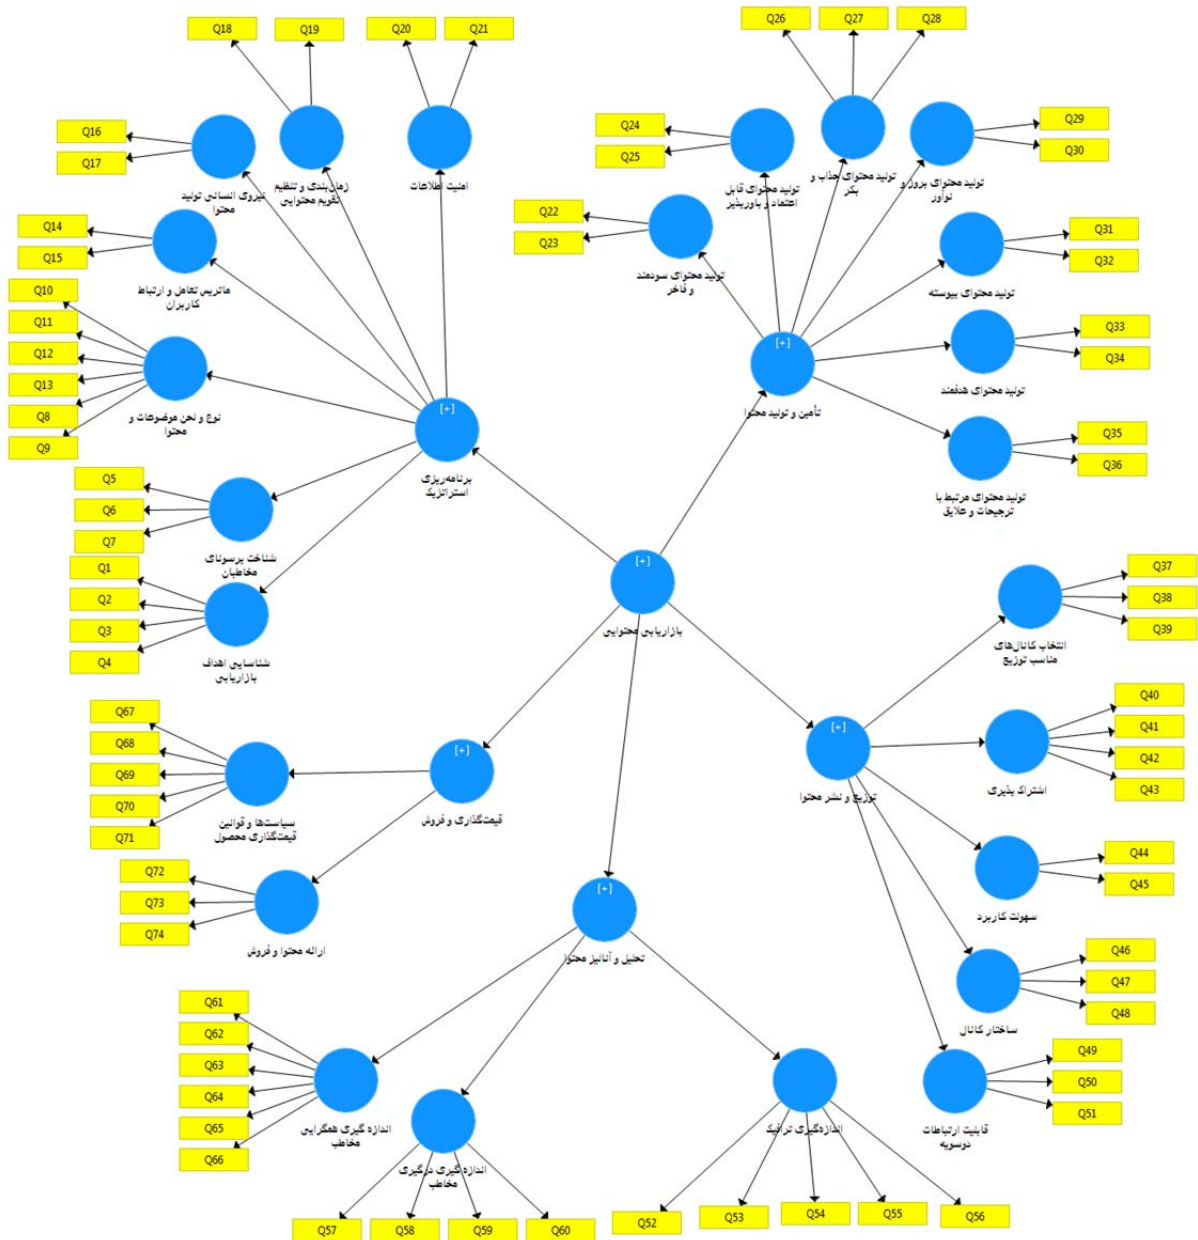 Q18
Q19
Q20
Q21
Q26
Q27
Q28
Q16
Q17
Q24
Q25
Q29
Q30
نیروی انسانی تولید
محتوا
زمان‌بندی و تنظیم
تقویم محتوایی
امنیت اطلاعات
تولید محتوای قابل
اعتماد و باورپذیر
تولید محتوای جذاب و
بکر
تولید محتوای بروز و
نوآور
Q14
Q15
Q22
Q23
Q31
Q32
ماتریس تعامل و ارتباط
کاربران
تولید محتوای سودمند
و فاخر
تولید محتوای پیوسته
Q10
Q11
Q12
Q13
Q8
Q9
نوع و لحن موضوعات و
محتوا
[+]
تأمین و تولید محتوا
Q33
Q34
تولید محتوای هدفمند
[+]
برنامه‌ریزی
استراتژیک
Q35
Q36
تولید محتوای مرتبط با
ترجیحات و علایق
Q5
Q6
Q7
شناخت پرسونای
مخاطبان
Q1
Q2
Q3
Q4
شناسایی اهداف
بازاریابی
[+]
بازاریابی محتوایی
Q37
Q38
Q39
انتخاب کانال‌های
مناسب توزیع
Q67
Q68
Q69
Q70
Q71
سیاست‌ها و قوانین
قیمت‌گذاری محصول
[+]
قیمت‌گذاری و فروش
[+]
توزیع و نشر محتوا
Q40
Q41
Q42
Q43
اشتراک پذیری
Q72
Q73
Q74
ارائه محتوا و فروش
[+]
تحلیل و آنالیز محتوا
Q44
Q45
سهولت کاربرد
Q46
Q47
Q48
ساختار کانال
Q61
Q62
Q63
Q64
Q65
Q66
اندازه گیری همگرایی
مخاطب
اندازه گیری درگیری
مخاطب
اندازه‌گیری ترافیک
Q49
Q50
Q51
قابلیت ارتباطات
دوسویه
Q57
Q58
Q59
Q60
Q52
Q53
Q54
Q55
Q56